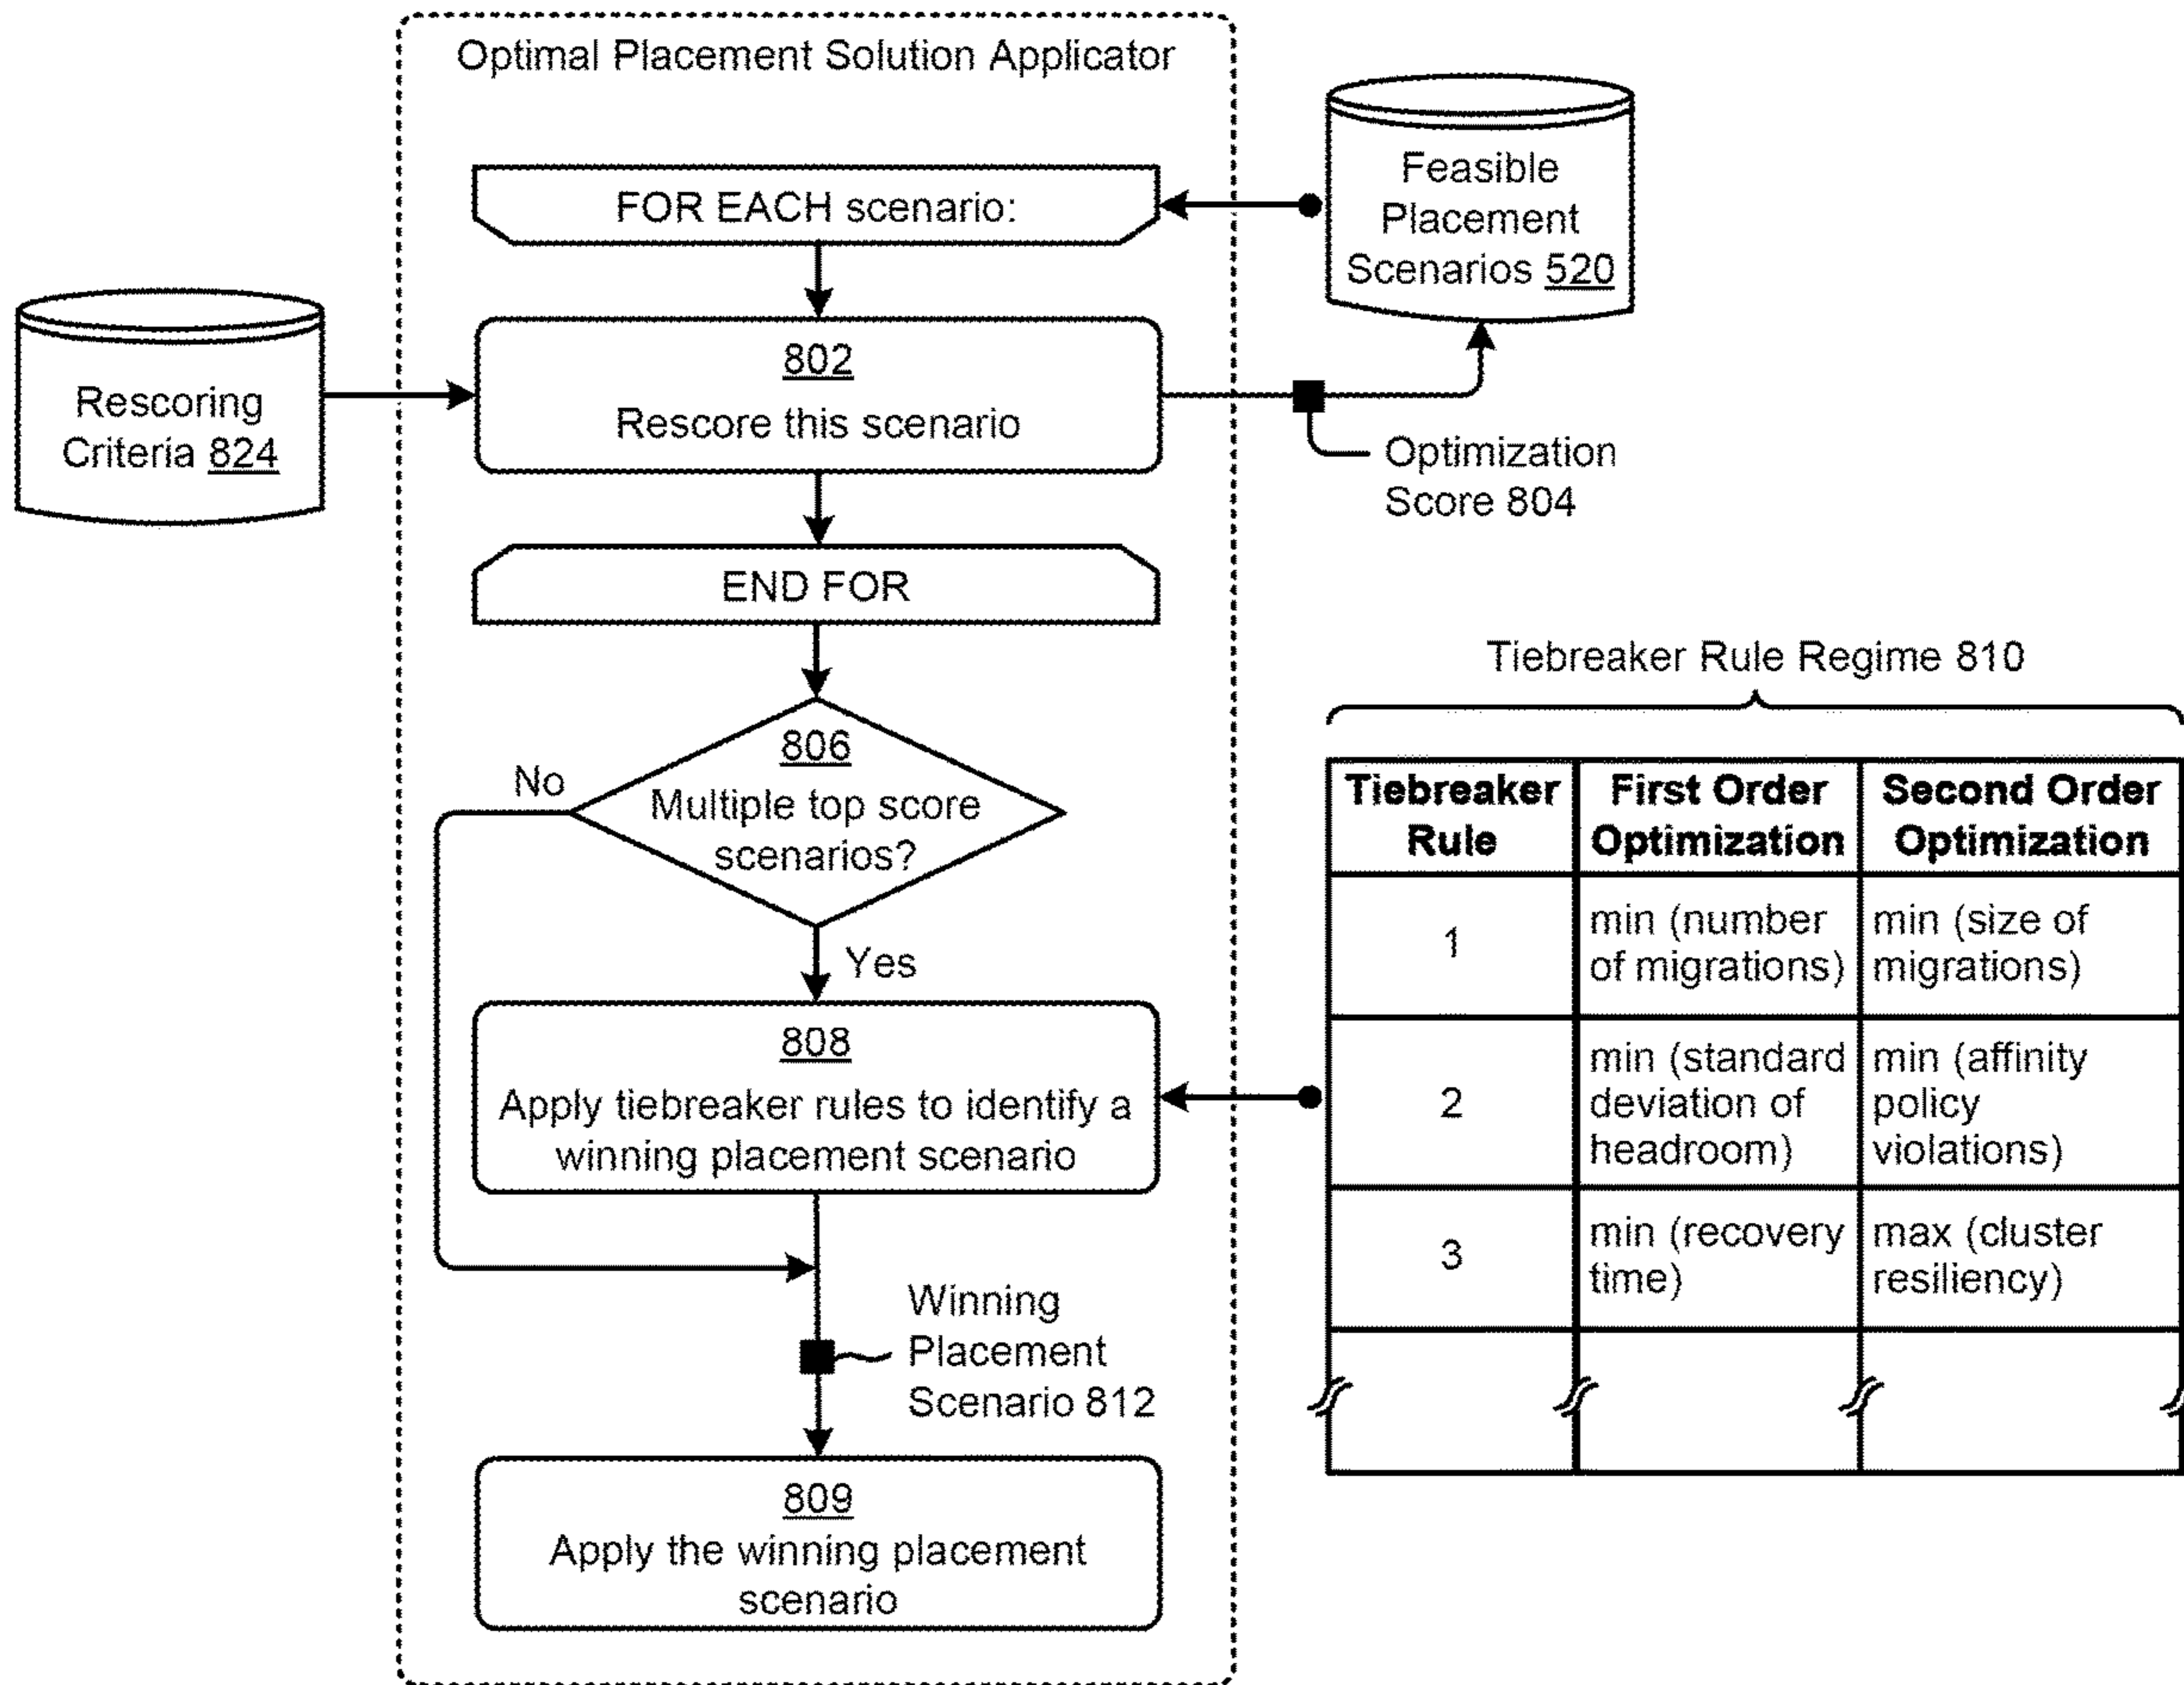 Optimal Placement Solution Applicator
FOR EACH scenario:
Feasible
Placement
Scenarios 520
Rescoring
Criteria 824
802
Rescore this scenario
Optimization
Score 804
END FOR
806
Multiple top score
scenarios?
No
Yes
808
Apply tiebreaker rules to identify a
winning placement scenario
Winning
Placement
Scenario 812
809
Apply the winning placement
scenario
Tiebreaker Rule Regime 810
Tiebreaker
Rule
First Order
Optimization
Second Order
Optimization
1
min (number
of migrations)
min (size of
migrations)
2
min (standard
deviation of
headroom)
min (affinity
policy
violations)
3
min (recovery
time)
max (cluster
resiliency)